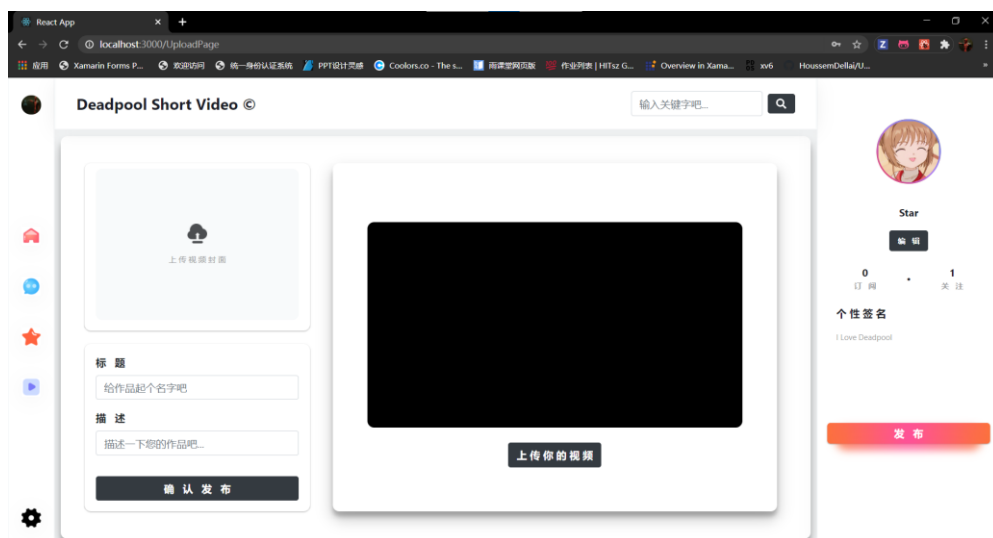 React App
localhost:3000/UploadPage
应用
Xamarin Forms P...
欢迎访问
统一身份认证系统
PPT设计灵感
Coolors.co - The s...
雨课堂网页版
作业列表 | HITsz G...
Overview in Xama...
xv6
HoussemDellai/U...
Deadpool Short Video ©
输入关键字吧...
上传视频封面
标 题
给作品起个名字吧
描 述
描述一下您的作品吧...
确 认 发 布
上传你的视频
Star
编 辑
0
1
订 阅
关 注
个性签名
I Love Deadpool
发 布